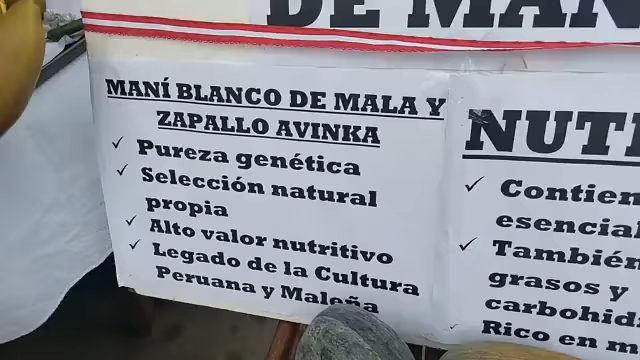 DE MAN
MANÍ BLANCO DE MALA Y
ZAPALLO AVINKA
✓ Pureza genética
✓ Selección natural
propia
✓ Alto valor nutritivo
✓ Legado de la Cultura
Peruana y Maleña
NUTR
✓ Contien
esencial
✓ También
grasos y
carbohid
Rico en m